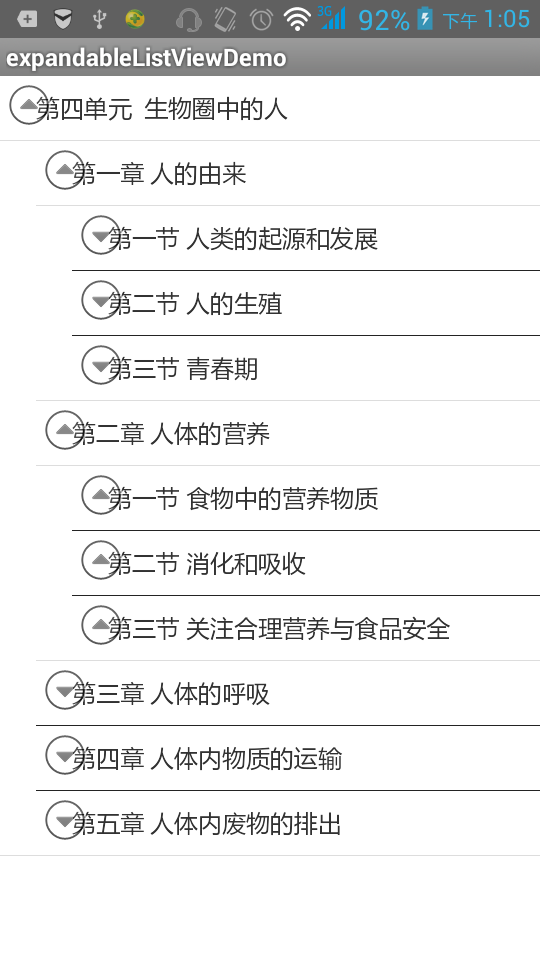 3G 92% 下午 1:05
expandableListViewDemo
第四单元 生物圈中的人
第一章 人的由来
第一节 人类的起源和发展
第二节 人的生殖
第三节 青春期
第二章 人体的营养
第一节 食物中的营养物质
第二节 消化和吸收
第三节 关注合理营养与食品安全
第三章 人体的呼吸
第四章 人体内物质的运输
第五章 人体内废物的排出